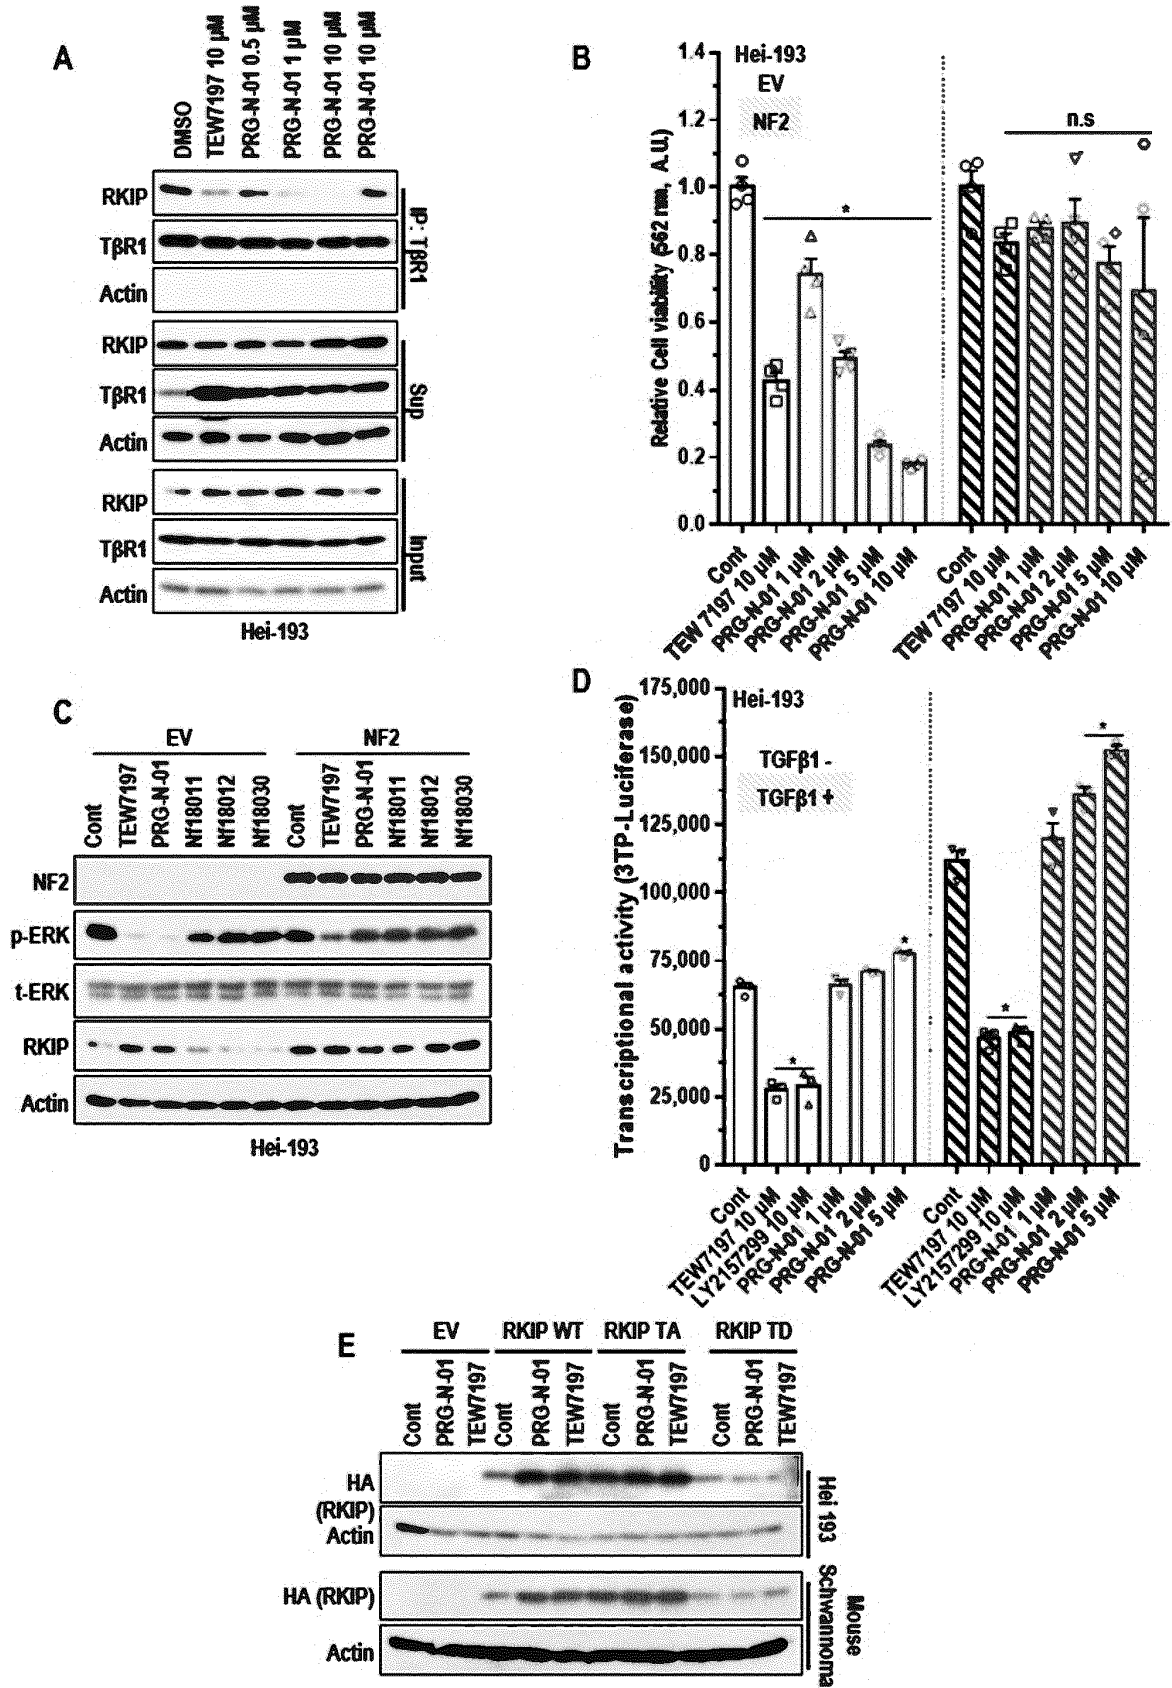 A
DMSO
TEW7197 10 µM
PRG-N-01 0.5 µM
PRG-N-01 1 µM
PRG-N-01 10 µM
PRG-N-01 10 µM
RKIP
TβR1
Actin
IP: TβR1
RKIP
TβR1
Actin
Sup
RKIP
TβR1
Actin
Input
Hei-193
B
Relative Cell viability (562 nm, A.U.)
1.4
1.2
1.0
0.8
0.6
0.4
0.2
0.0
Hei-193
EV
NF2
*
n.s
Cont
TEW 7197 10 µM
PRG-N-01 1 µM
PRG-N-01 2 µM
PRG-N-01 5 µM
PRG-N-01 10 µM
Cont
TEW 7197 10 µM
PRG-N-01 1 µM
PRG-N-01 2 µM
PRG-N-01 5 µM
PRG-N-01 10 µM
C
EV
NF2
Cont
TEW7197
PRG-N-01
Nf18011
Nf18012
Nf18030
Cont
TEW7197
PRG-N-01
Nf18011
Nf18012
Nf18030
NF2
p-ERK
t-ERK
RKIP
Actin
Hei-193
D
Transcriptional activity (3TP-Luciferase)
175,000
150,000
125,000
100,000
75,000
50,000
25,000
0
Hei-193
TGFβ1 -
TGFβ1 +
*
*
*
*
Cont
TEW7197 10 µM
LY2157299 10 µM
PRG-N-01 1 µM
PRG-N-01 2 µM
PRG-N-01 5 µM
Cont
TEW7197 10 µM
LY2157299 10 µM
PRG-N-01 1 µM
PRG-N-01 2 µM
PRG-N-01 5 µM
E
EV
RKIP WT
RKIP TA
RKIP TD
Cont
PRG-N-01
TEW7197
Cont
PRG-N-01
TEW7197
Cont
PRG-N-01
TEW7197
Cont
PRG-N-01
TEW7197
HA
(RKIP)
Actin
Hei 193
HA (RKIP)
Actin
Mouse
Schwannoma